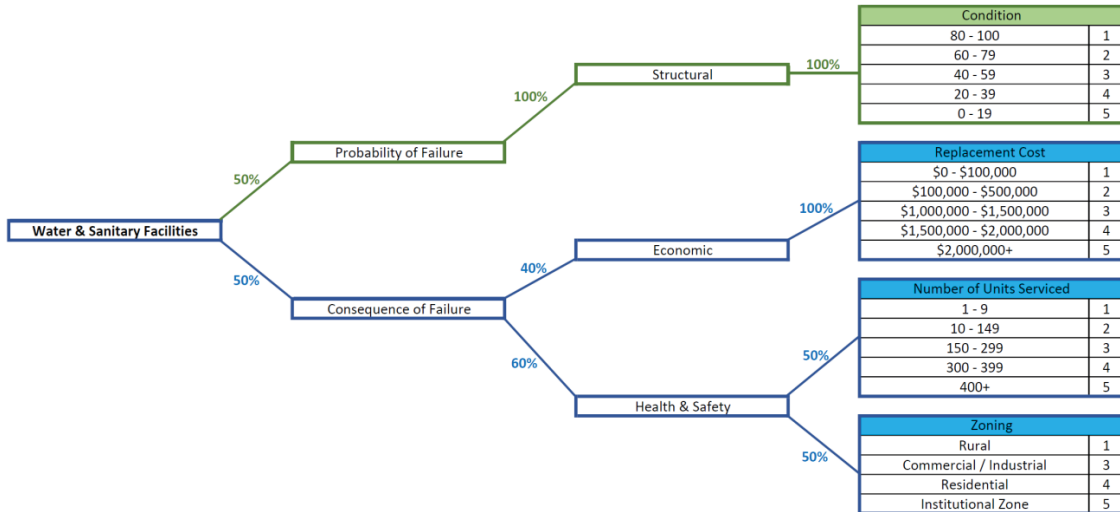 Condition
80 - 100 1
60 - 79 2
40 - 59 3
20 - 39 4
0 - 19 5
100%
Structural
100%
Probability of Failure
50%
Water & Sanitary Facilities
50%
Consequence of Failure
40%
Economic
100%
Replacement Cost
$0 - $100,000 1
$100,000 - $500,000 2
$1,000,000 - $1,500,000 3
$1,500,000 - $2,000,000 4
$2,000,000+ 5
60%
Health & Safety
50%
Number of Units Serviced
1 - 9 1
10 - 149 2
150 - 299 3
300 - 399 4
400+ 5
50%
Zoning
Rural 1
Commercial / Industrial 3
Residential 4
Institutional Zone 5